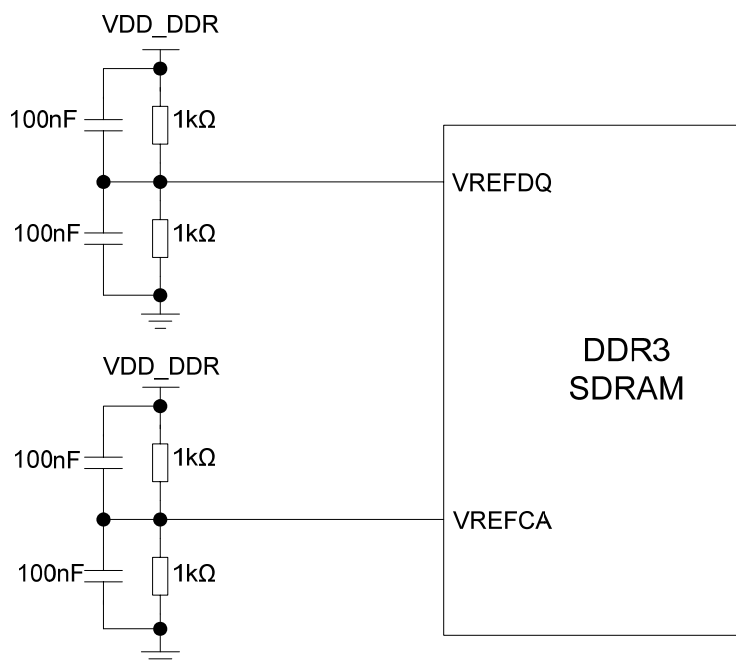 VDD_DDR
100nF
1kΩ
VREFDQ
100nF
1kΩ
VDD_DDR
DDR3
SDRAM
100nF
1kΩ
VREFCA
100nF
1kΩ